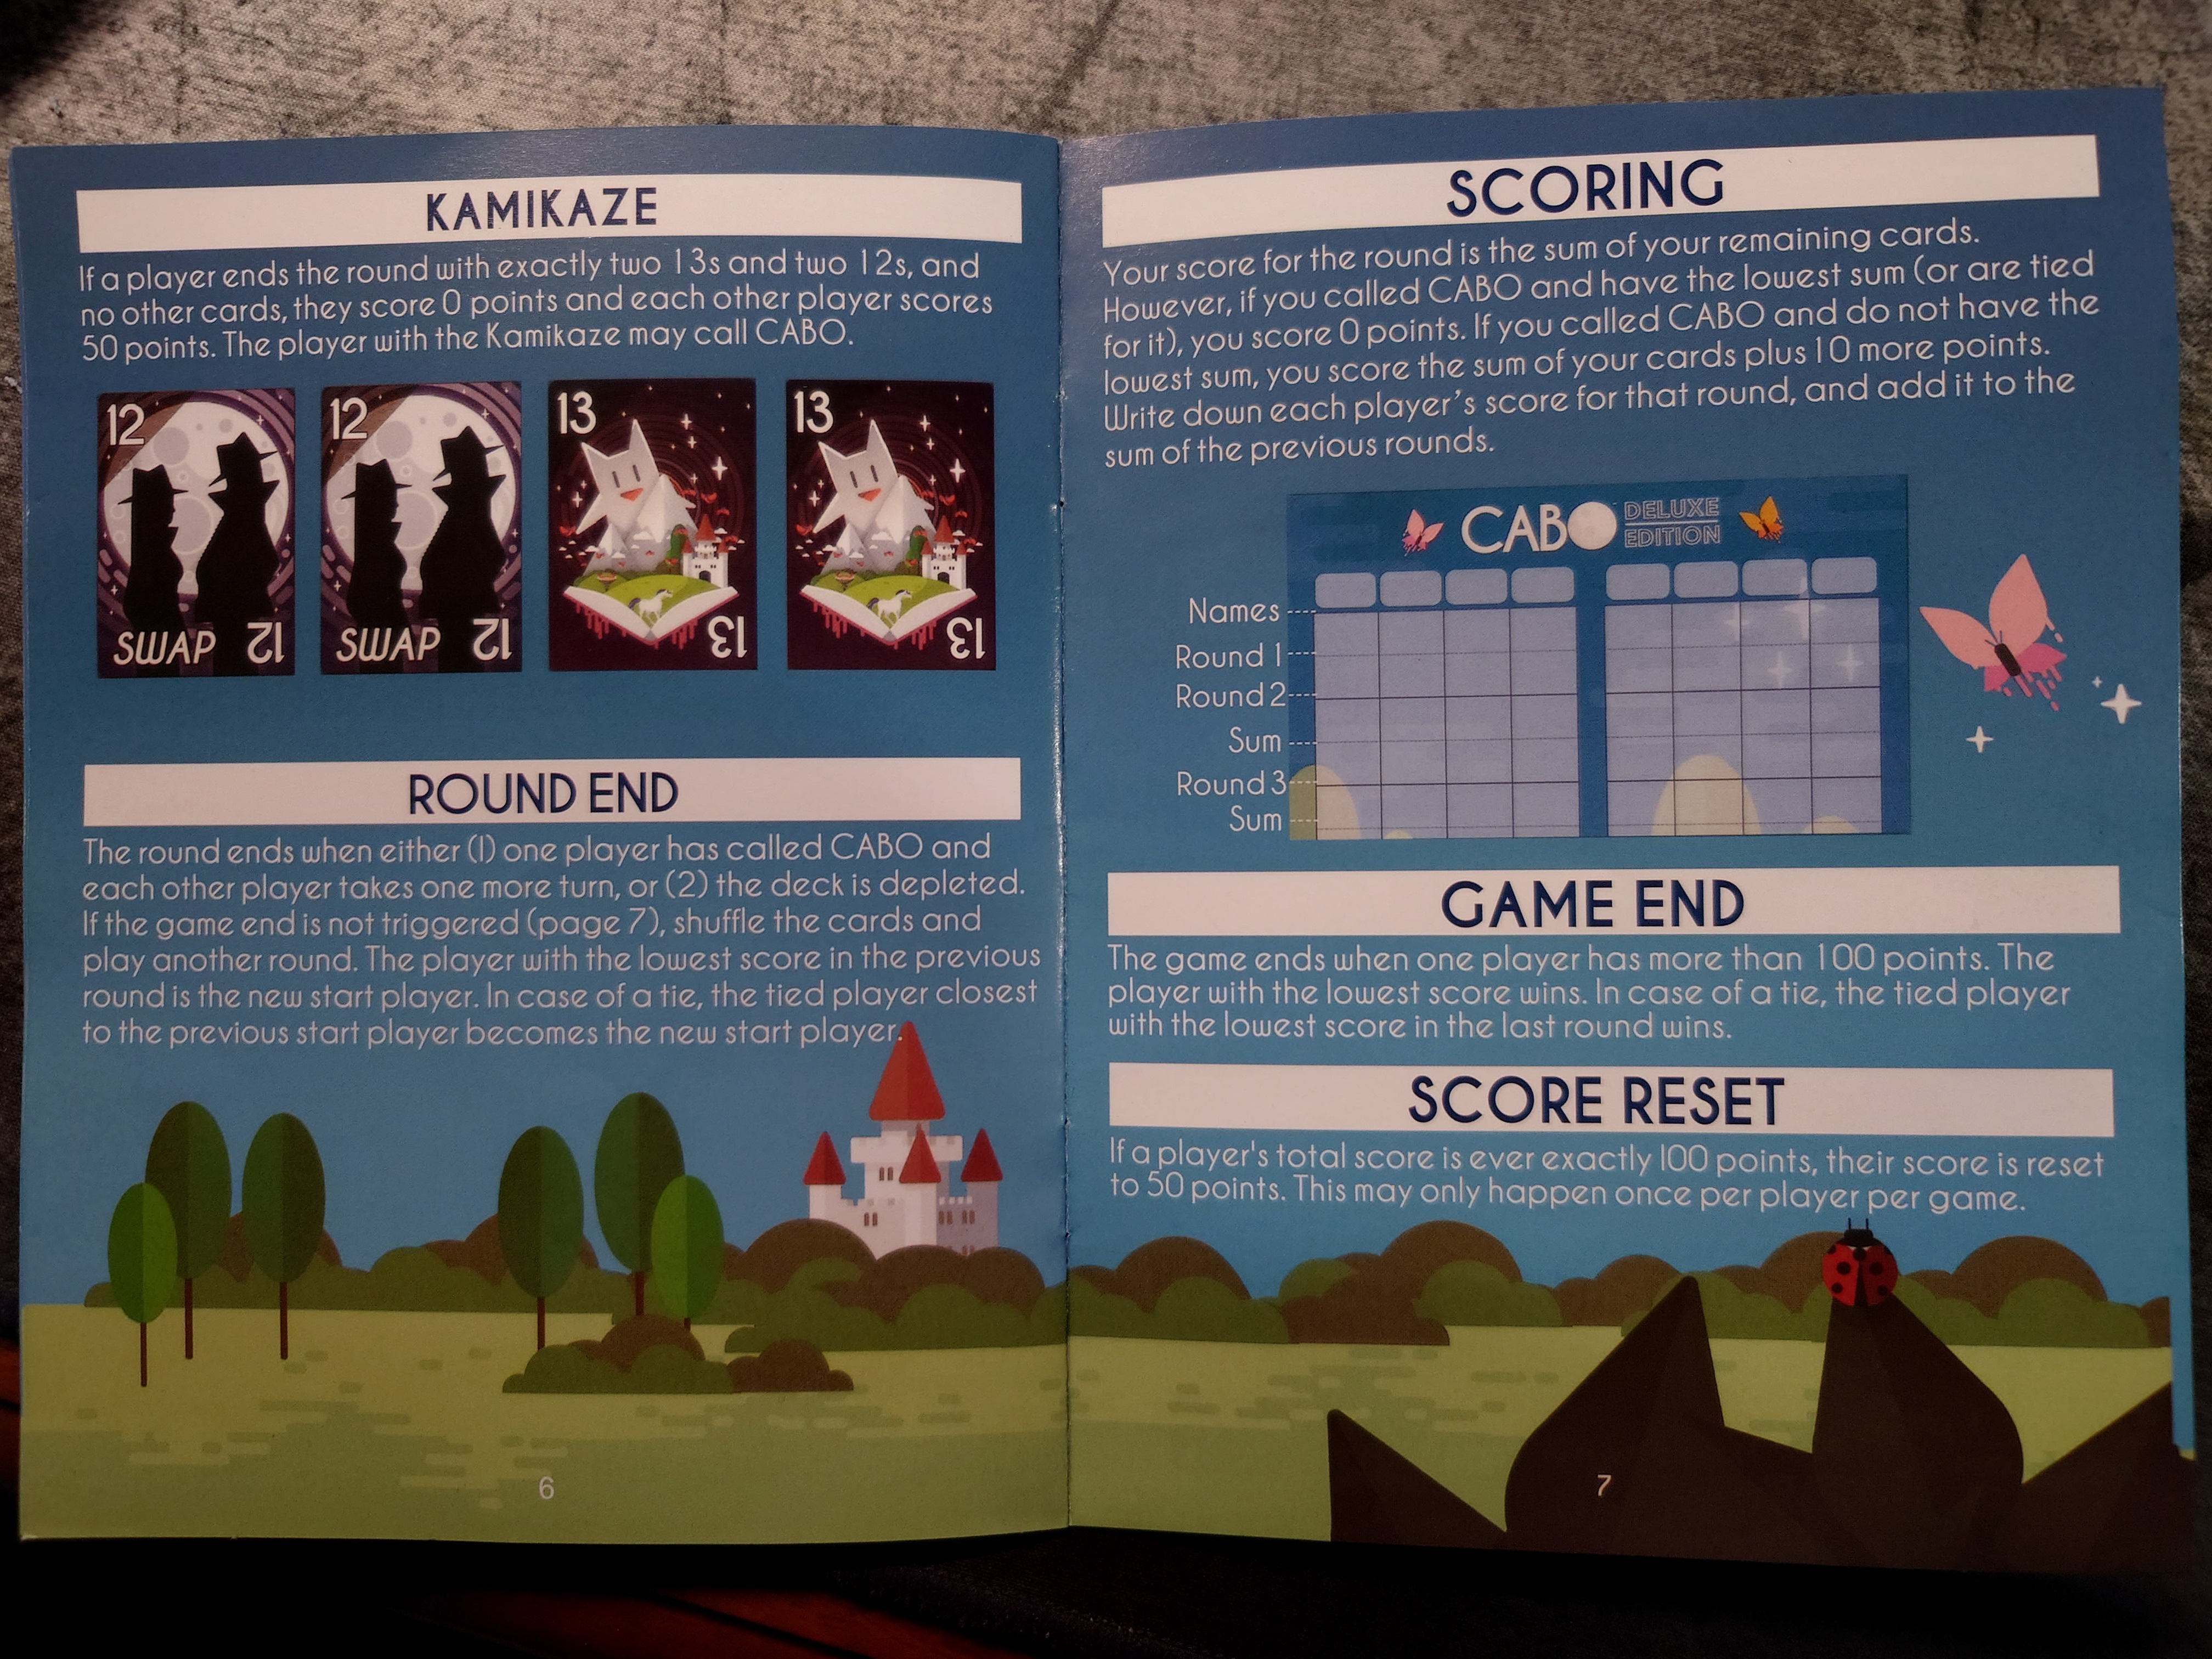 KAMIKAZE
If a player ends the round with exactly two 13s and two 12s, and
no other cards, they score 0 points and each other player scores
50 points. The player with the Kamikaze may call CABO.
12
SWAP 12
12
SWAP 12
13
13
13
13
ROUND END
The round ends when either (1) one player has called CABO and
each other player takes one more turn, or (2) the deck is depleted.
If the game end is not triggered (page 7), shuffle the cards and
play another round. The player with the lowest score in the previous
round is the new start player. In case of a tie, the tied player closest
to the previous start player becomes the new start player.
6
SCORING
Your score for the round is the sum of your remaining cards.
However, if you called CABO and have the lowest sum (or are tied
for it), you score 0 points. If you called CABO and do not have the
lowest sum, you score the sum of your cards plus 10 more points.
Write down each player's score for that round, and add it to the
sum of the previous rounds.
CABO DELUXE
EDITION
Names
Round 1
Round 2
Sum
Round 3
Sum
GAME END
The game ends when one player has more than 100 points. The
player with the lowest score wins. In case of a tie, the tied player
with the lowest score in the last round wins.
SCORE RESET
If a player's total score is ever exactly 100 points, their score is reset
to 50 points. This may only happen once per player per game.
7